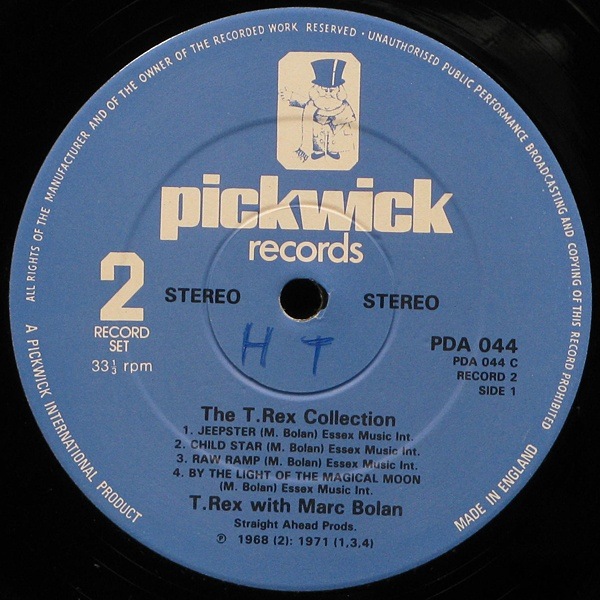 ALL RIGHTS OF THE MANUFACTURER AND OF THE OWNER OF THE RECORDED WORK RESERVED · UNAUTHORISED PUBLIC PERFORMANCE BROADCASTING AND COPYING OF THIS RECORD PROHIBITED
pickwick
records
2
RECORD
SET
33⅓ rpm
STEREO STEREO
H T
PDA 044
PDA 044 C
RECORD 2
SIDE 1
The T.Rex Collection
1. JEEPSTER (M. Bolan) Essex Music Int.
2. CHILD STAR (M. Bolan) Essex Music Int.
3. RAW RAMP (M. Bolan) Essex Music Int.
4. BY THE LIGHT OF THE MAGICAL MOON
(M. Bolan) Essex Music Int.
T.Rex with Marc Bolan
Straight Ahead Prods.
℗ 1968 (2): 1971 (1,3,4)
A PICKWICK INTERNATIONAL PRODUCT
MADE IN ENGLAND